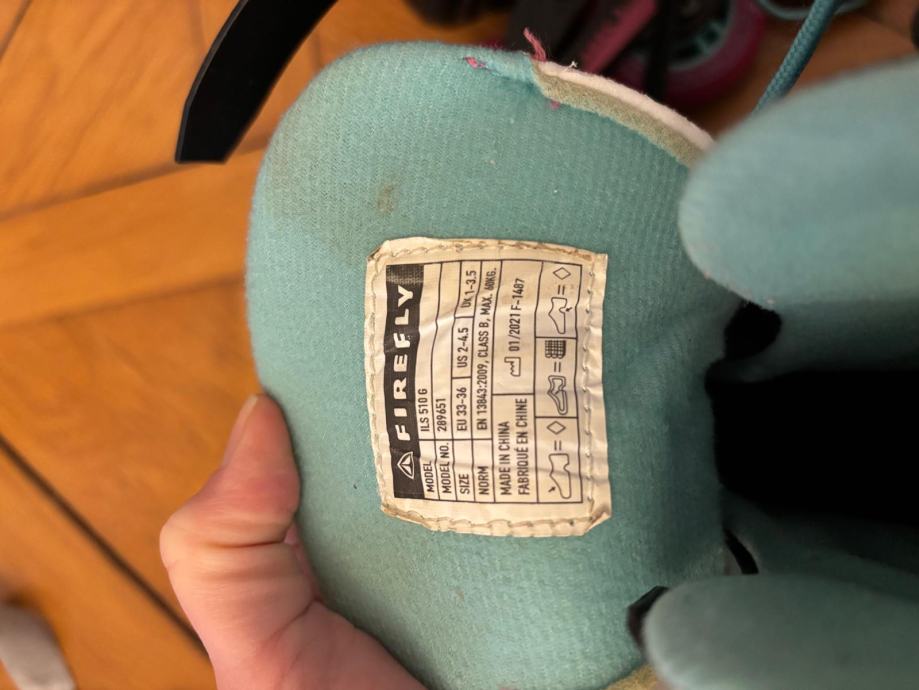 FIREFLY
MODEL ILS 510 G
MODEL NO. 289651
SIZE EU 33-36 US 2-4.5 UK 1-3.5
NORM EN 13843:2009, CLASS B, MAX. 60KG.
MADE IN CHINA 01/2021 F-1487
FABRIQUÉ EN CHINE